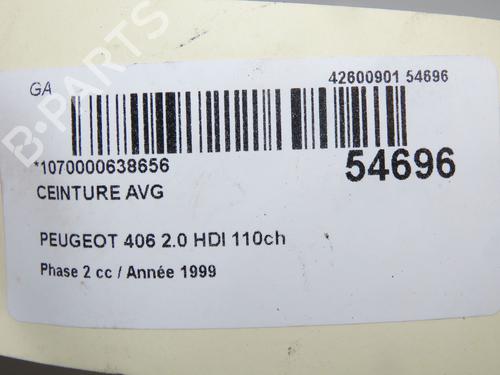 GA
42600901 54696
*1070000638656
54696
CEINTURE AVG
PEUGEOT 406 2.0 HDI 110ch
Phase 2 cc / Année 1999
B-PARTS